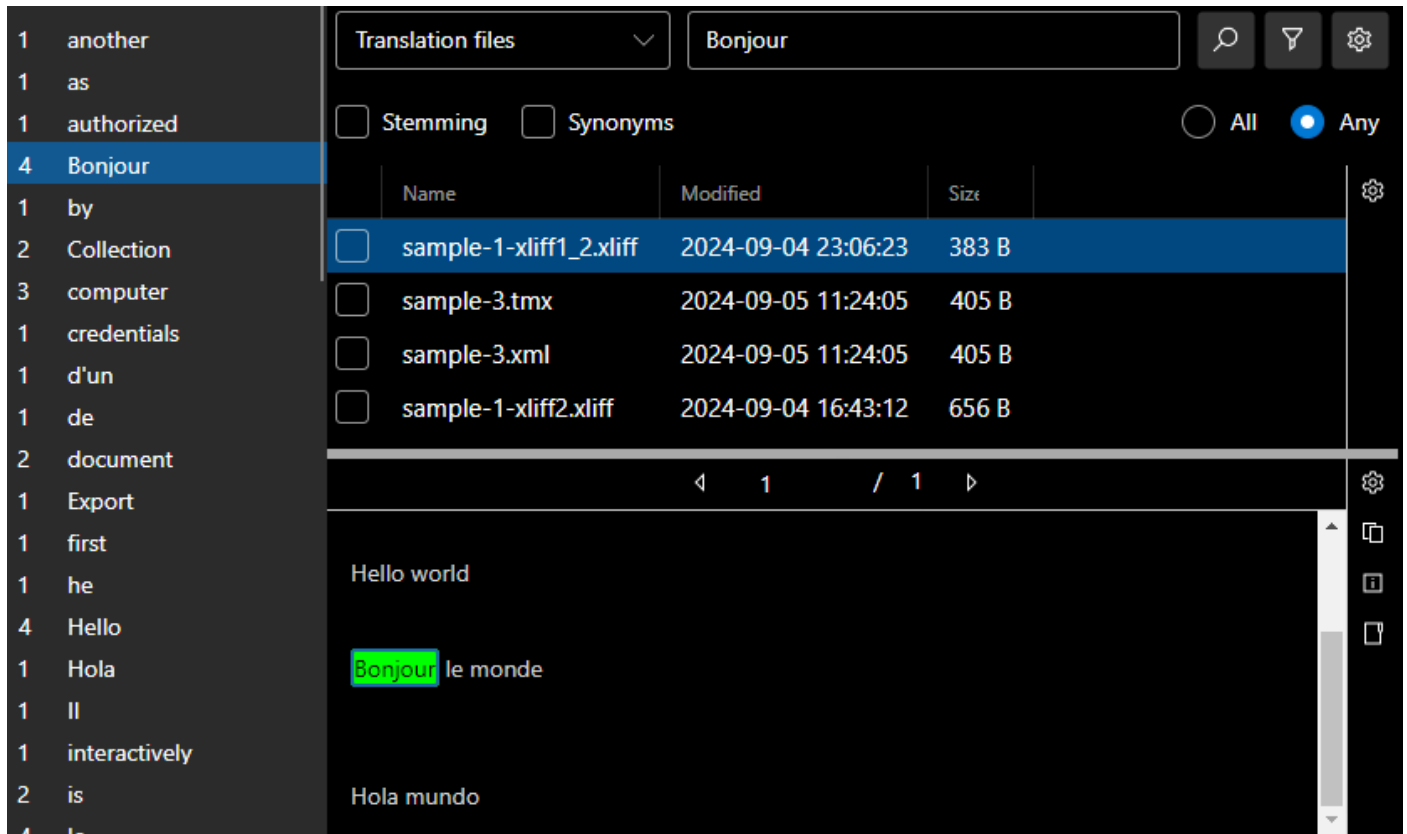 1 another
1 as
1 authorized
4 Bonjour
1 by
2 Collection
3 computer
1 credentials
1 d'un
1 de
2 document
1 Export
1 first
1 he
4 Hello
1 Hola
1 Il
1 interactively
2 is
Translation files Bonjour
Stemming Synonyms All Any
Name Modified Size
sample-1-xliff1_2.xliff 2024-09-04 23:06:23 383 B
sample-3.tmx 2024-09-05 11:24:05 405 B
sample-3.xml 2024-09-05 11:24:05 405 B
sample-1-xliff2.xliff 2024-09-04 16:43:12 656 B
1 / 1
Hello world
Bonjour le monde
Hola mundo